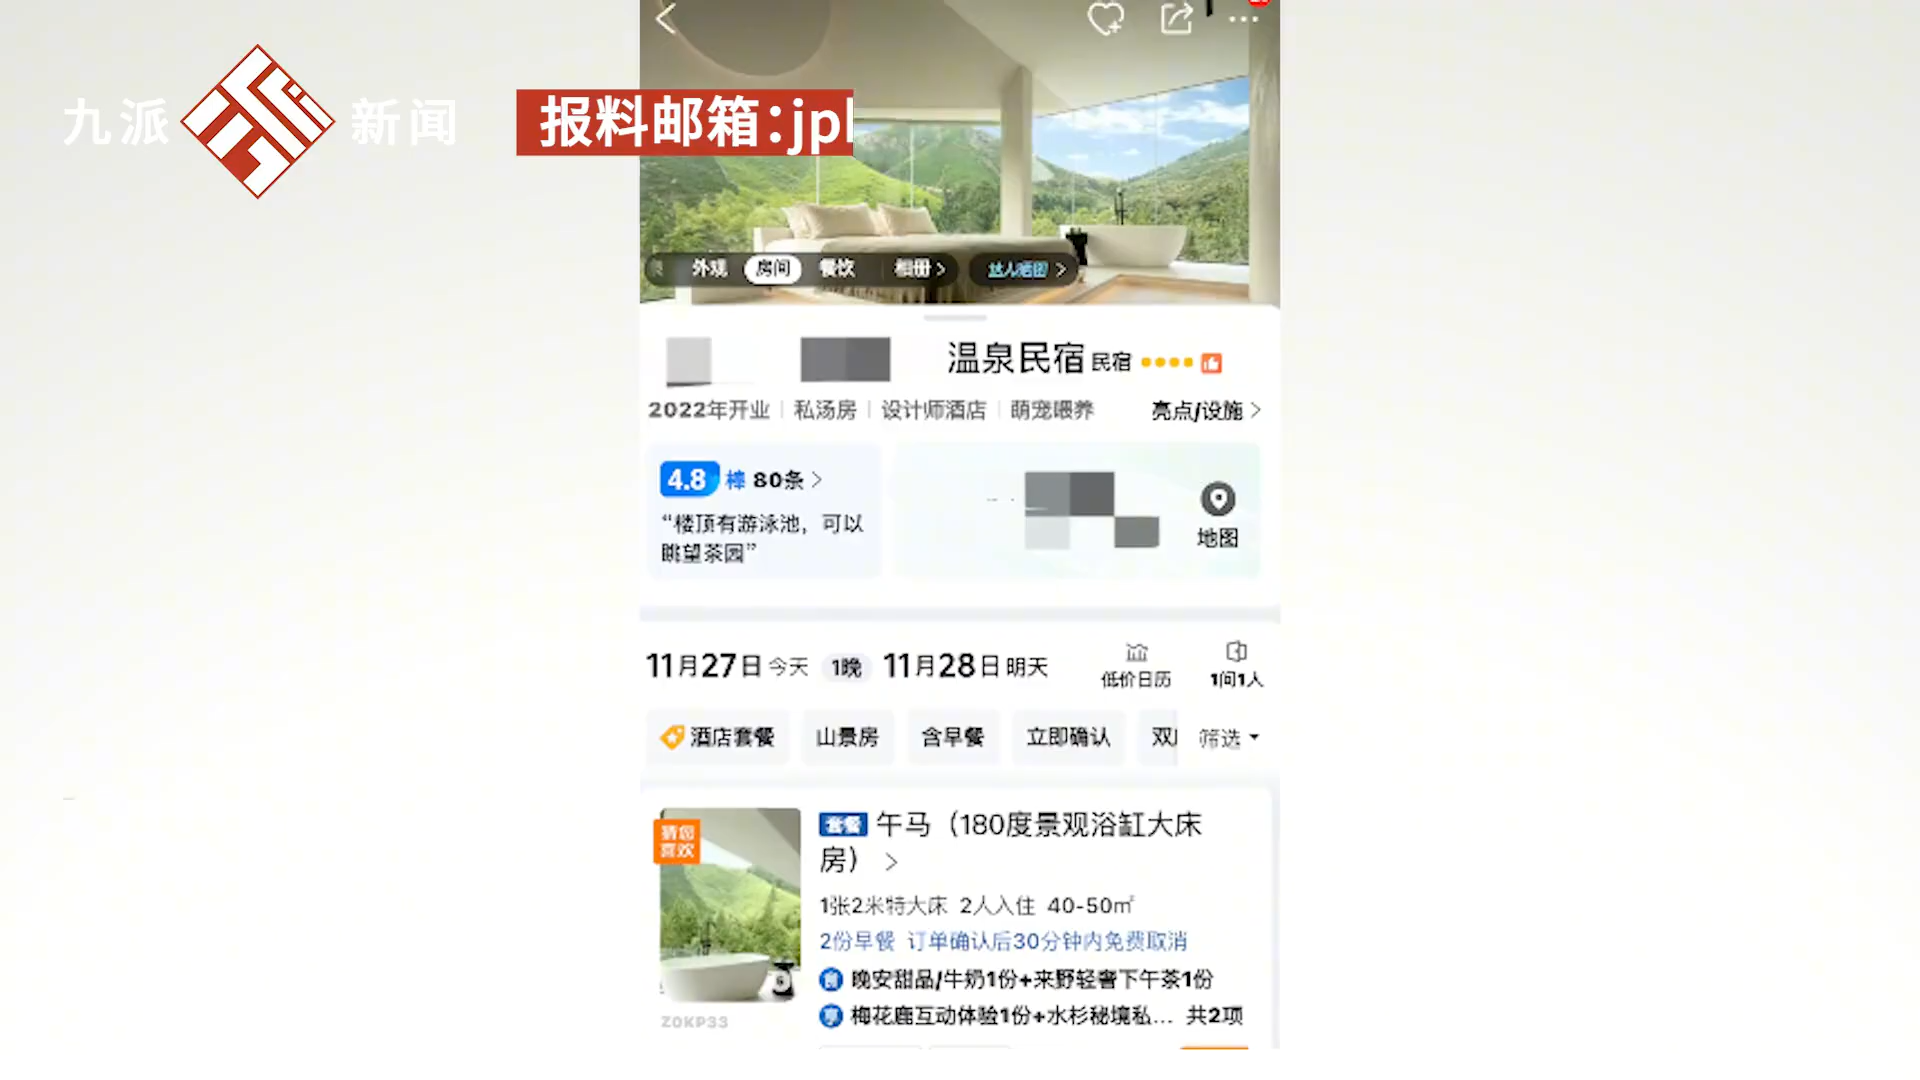 九派 新闻
报料邮箱:jp
外观 房间 餐饮 相册 > 达人晒图 >
温泉民宿 民宿
2022年开业 私汤房 设计师酒店 萌宠喂养 亮点/设施 >
4.8 棒 80条 >
“楼顶有游泳池，可以
眺望茶园”
地图
11月27日 今天 1晚 11月28日 明天
低价日历 1间1人
酒店套餐 山景房 含早餐 立即确认 双 筛选
猜您
喜欢
套餐 午马（180度景观浴缸大床
房） >
1张2米特大床 2人入住 40-50㎡
2份早餐 订单确认后30分钟内免费取消
晚安甜品/牛奶1份+来野轻奢下午茶1份
享 梅花鹿互动体验1份+水杉秘境私... 共2项
Z0KP33